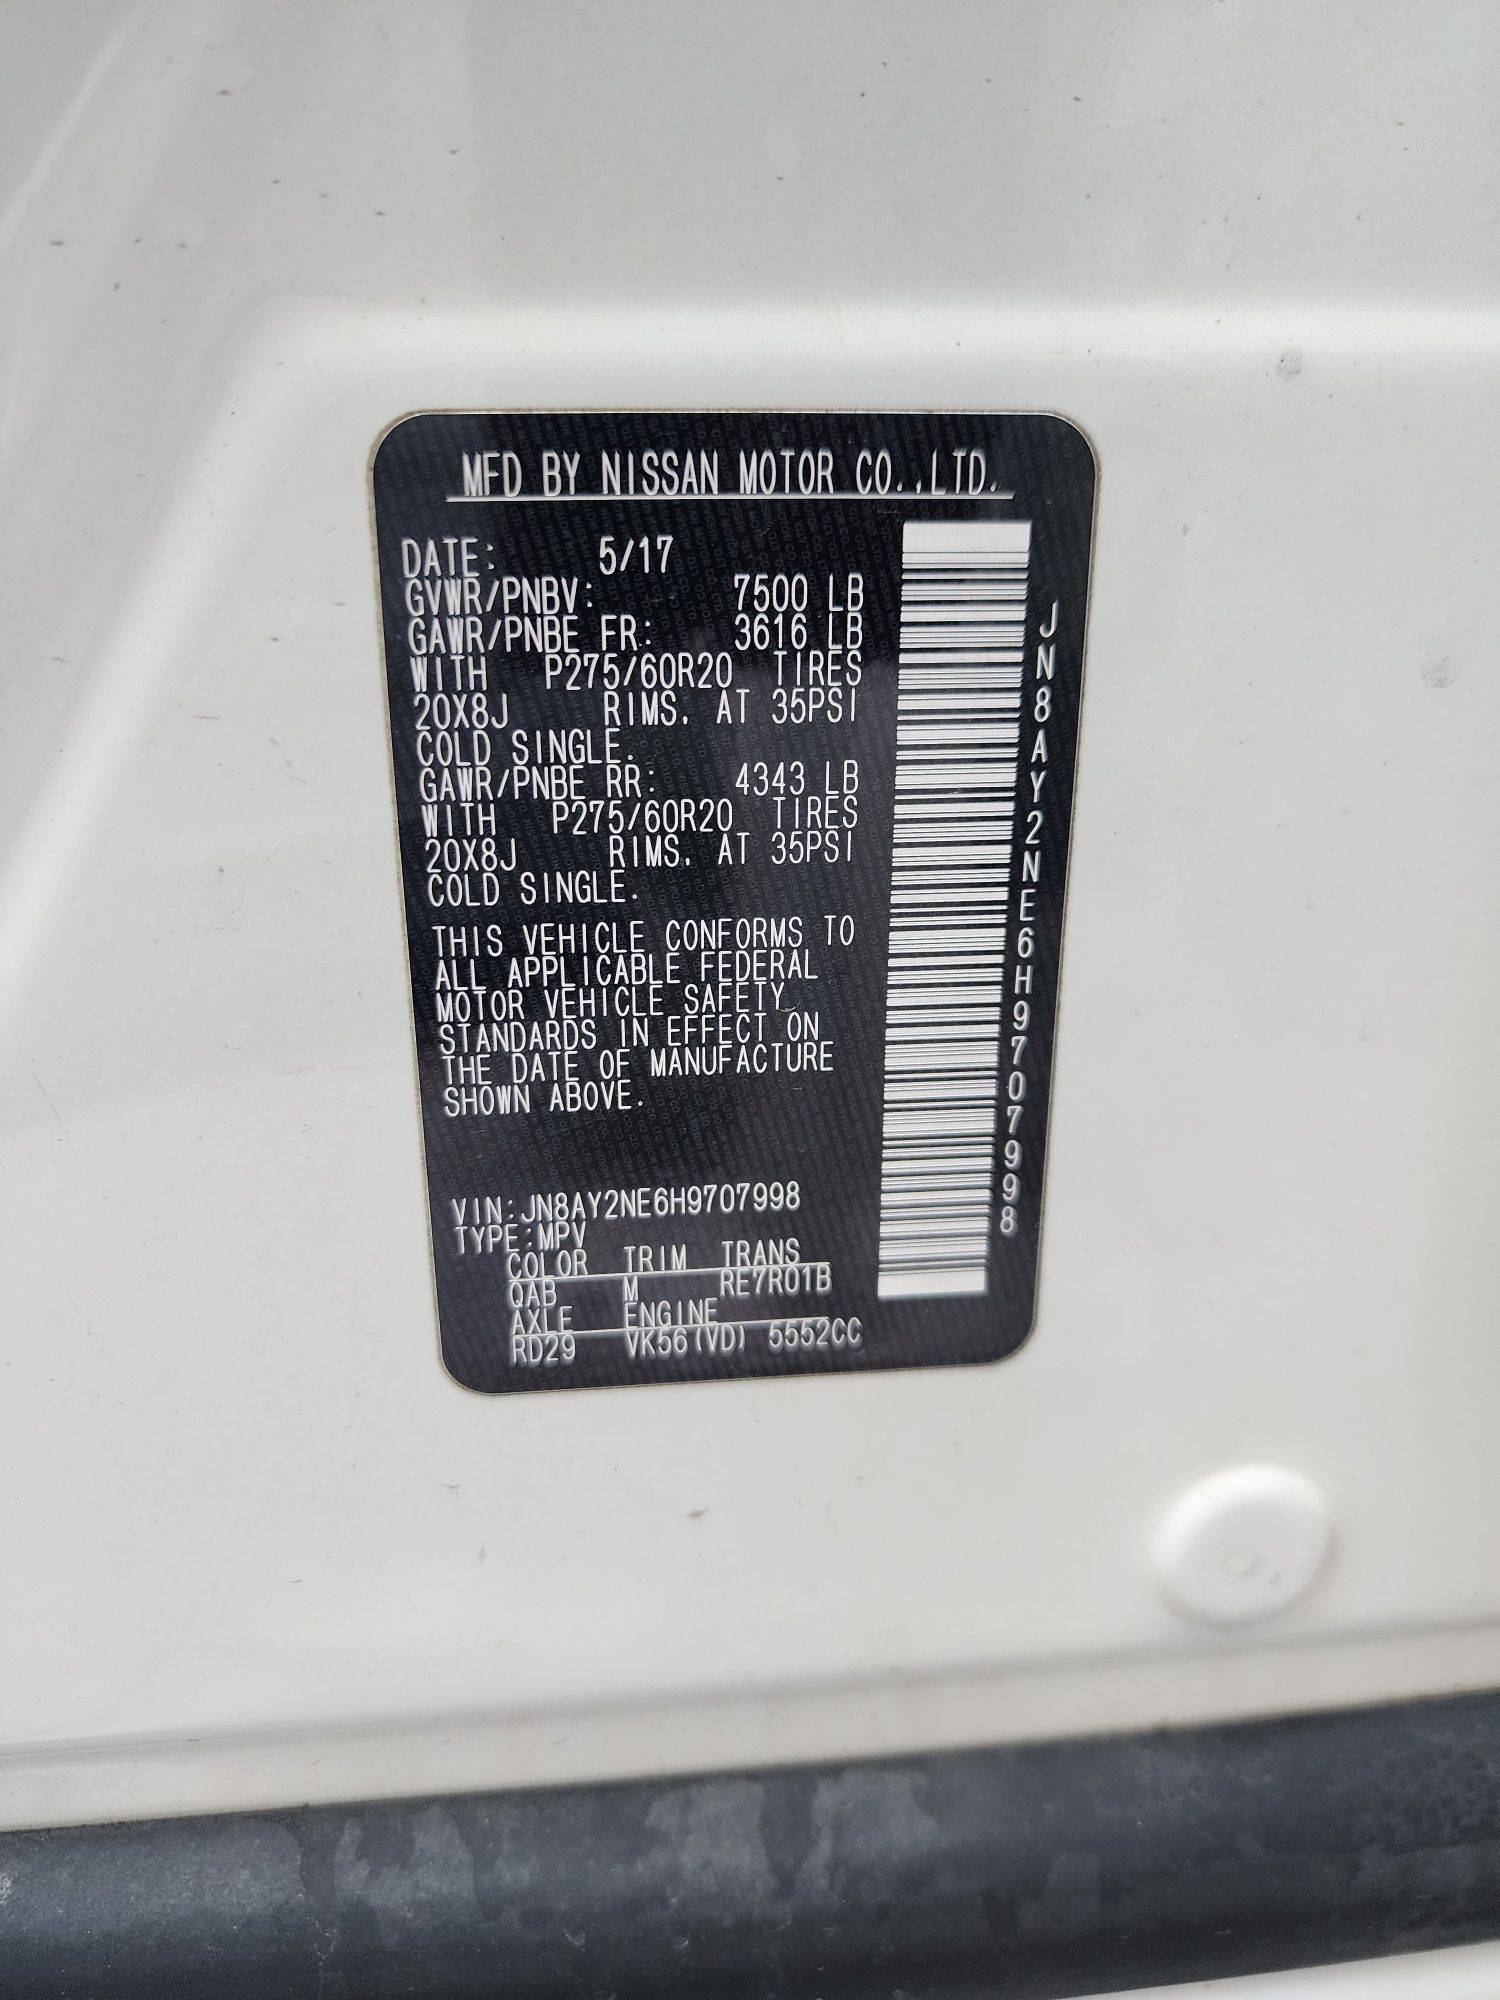 MFD BY NISSAN MOTOR CO.,LTD.
DATE: 5/17
GVWR/PNBV: 7500 LB
GAWR/PNBE FR: 3616 LB
WITH P275/60R20 TIRES
20X8J RIMS. AT 35PSI
COLD SINGLE.
GAWR/PNBE RR: 4343 LB
WITH P275/60R20 TIRES
20X8J RIMS. AT 35PSI
COLD SINGLE.
THIS VEHICLE CONFORMS TO
ALL APPLICABLE FEDERAL
MOTOR VEHICLE SAFETY
STANDARDS IN EFFECT ON
THE DATE OF MANUFACTURE
SHOWN ABOVE.
VIN:JN8AY2NE6H9707998
TYPE:MPV
COLOR TRIM TRANS
QAB M RE7R01B
AXLE ENGINE
RD29 VK56(VD) 5552CC
JN8AY2NE6H9707998